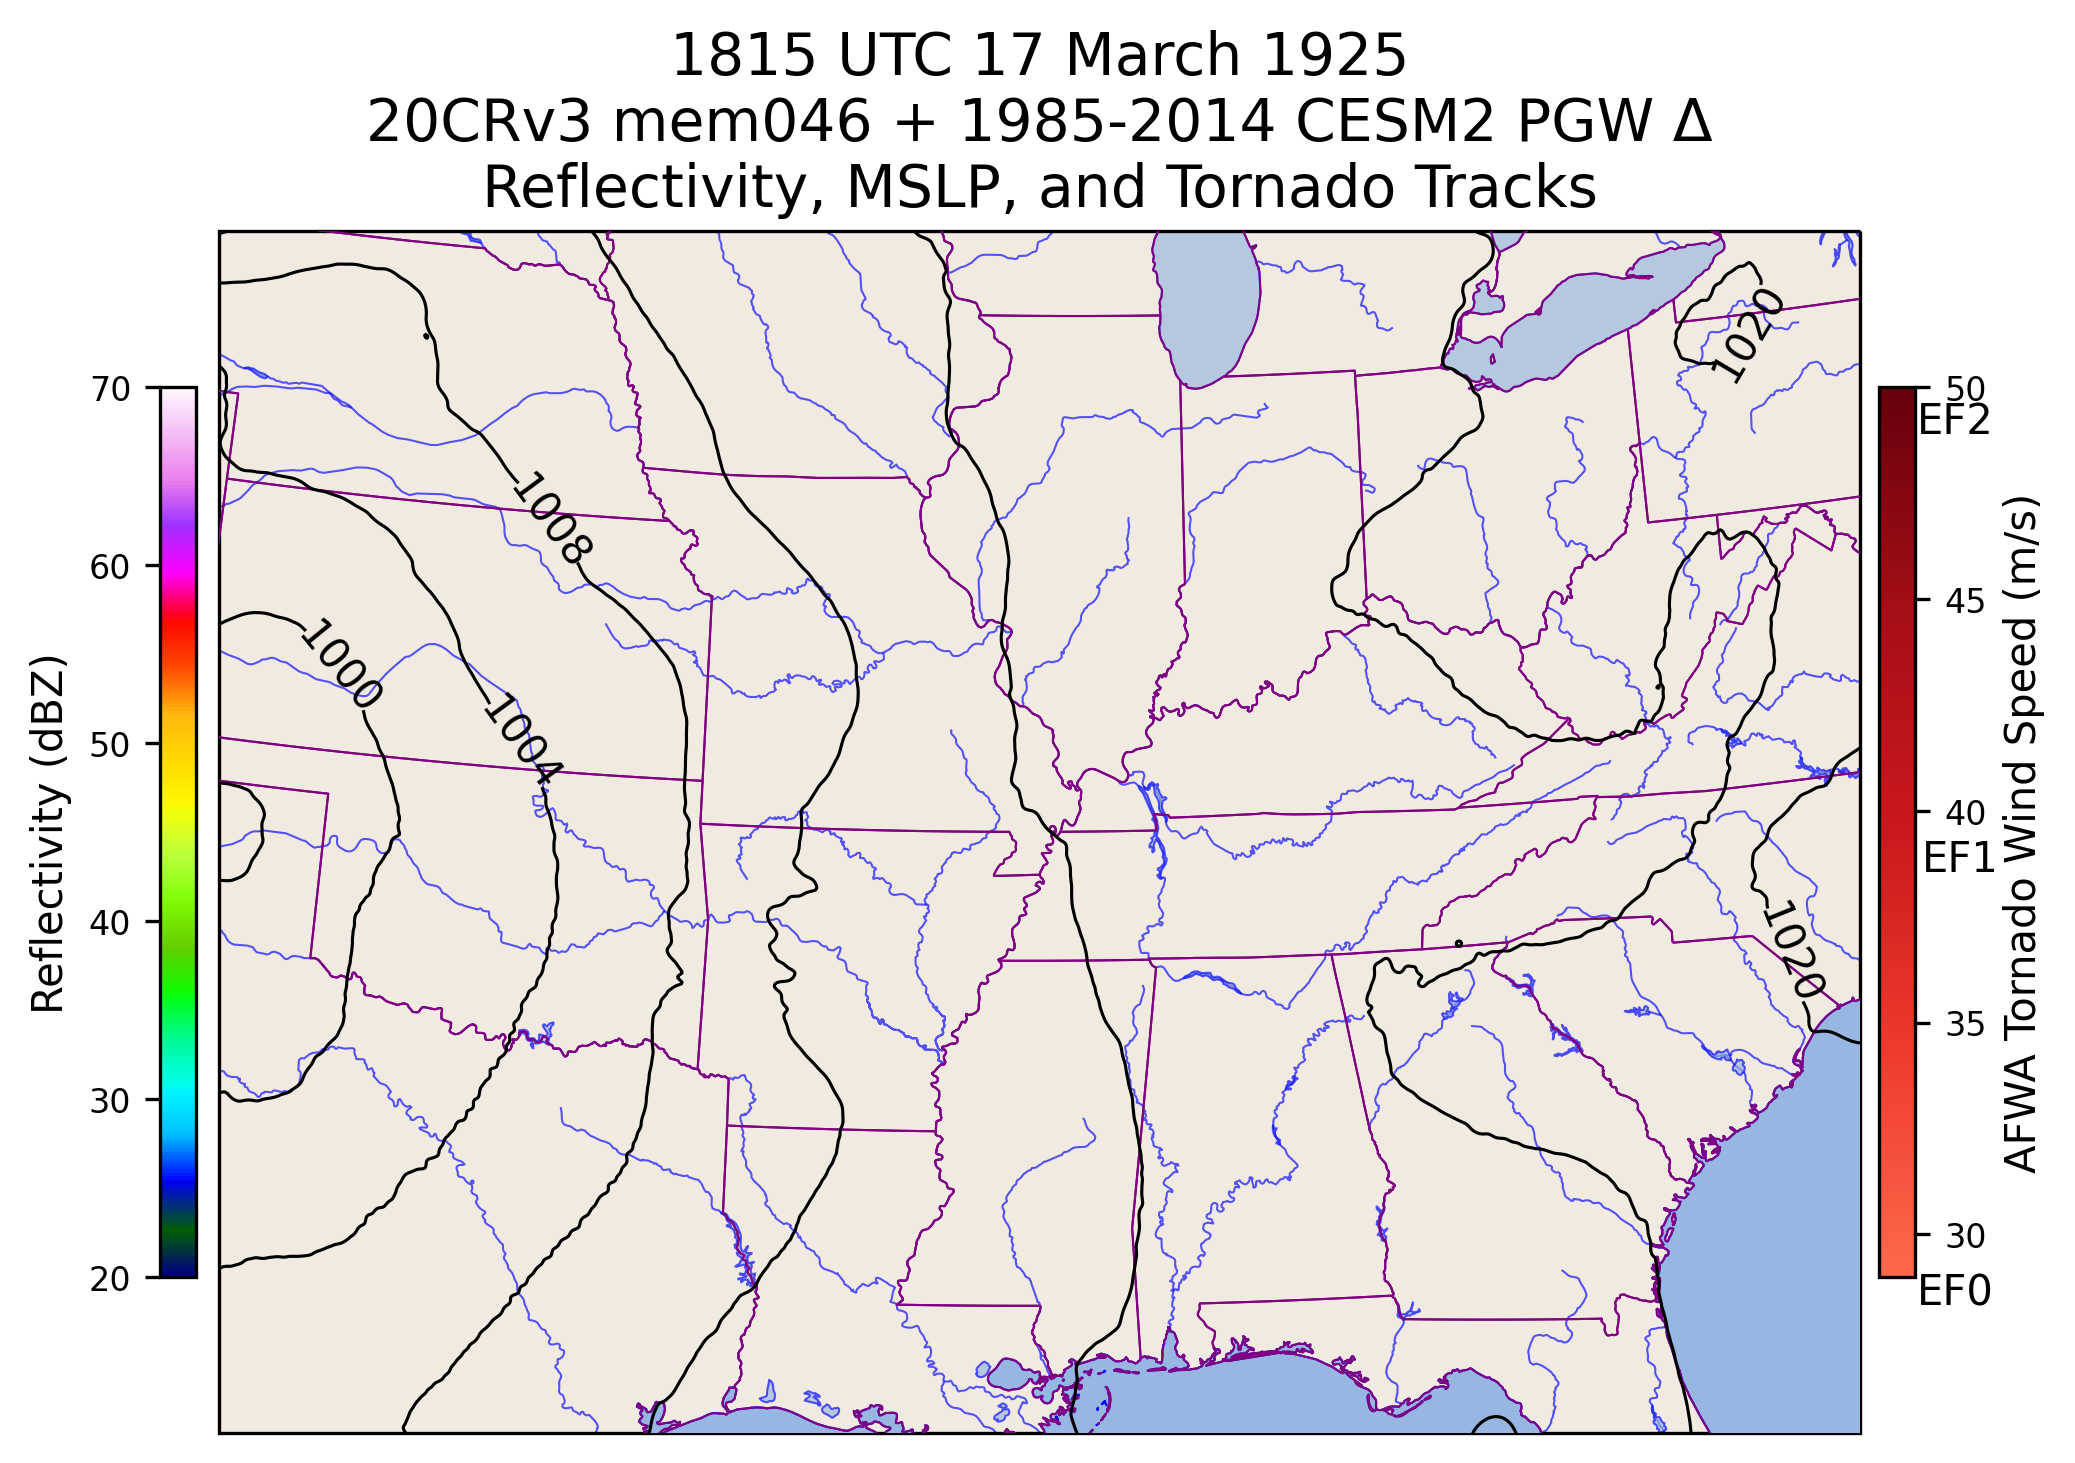 1815 UTC 17 March 1925
20CRv3 mem046 + 1985-2014 CESM2 PGW Δ
Reflectivity, MSLP, and Tornado Tracks
Reflectivity (dBZ)
70
60
50
40
30
20
1020
1008
1000
1004
1020
50
EF2
45
40
EF1
35
30
EF0
AFWA Tornado Wind Speed (m/s)